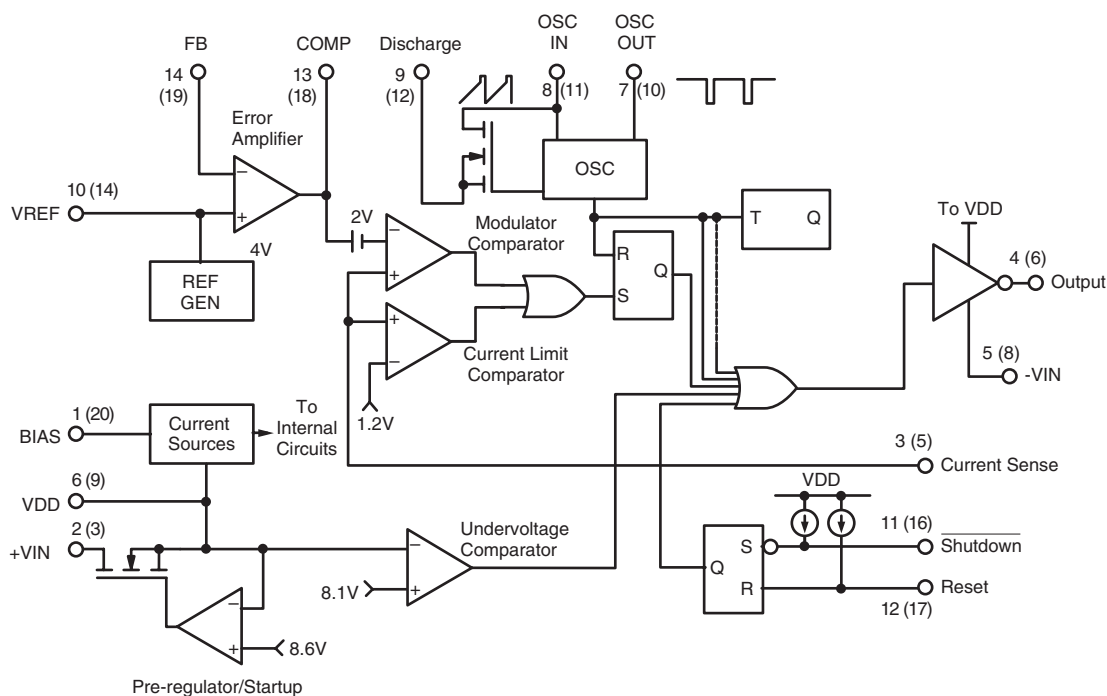 FB
COMP
Discharge
OSC
IN
OSC
OUT
14
(19)
13
(18)
9
(12)
8 (11)
7 (10)
Error
Amplifier
−
+
10 (14)
VREF
4V
REF
GEN
2V
Modulator
Comparator
−
+
OSC
R
Q
S
T
Q
To VDD
4 (6)
Output
5 (8)
-VIN
+
−
Current Limit
Comparator
1.2V
1 (20)
BIAS
Current
Sources
To
Internal
Circuits
3 (5)
Current Sense
6 (9)
VDD
2 (3)
+VIN
Undervoltage
Comparator
−
+
8.1V
−
+
8.6V
Pre-regulator/Startup
VDD
11 (16)
S
Shutdown
Q
R
Reset
12 (17)